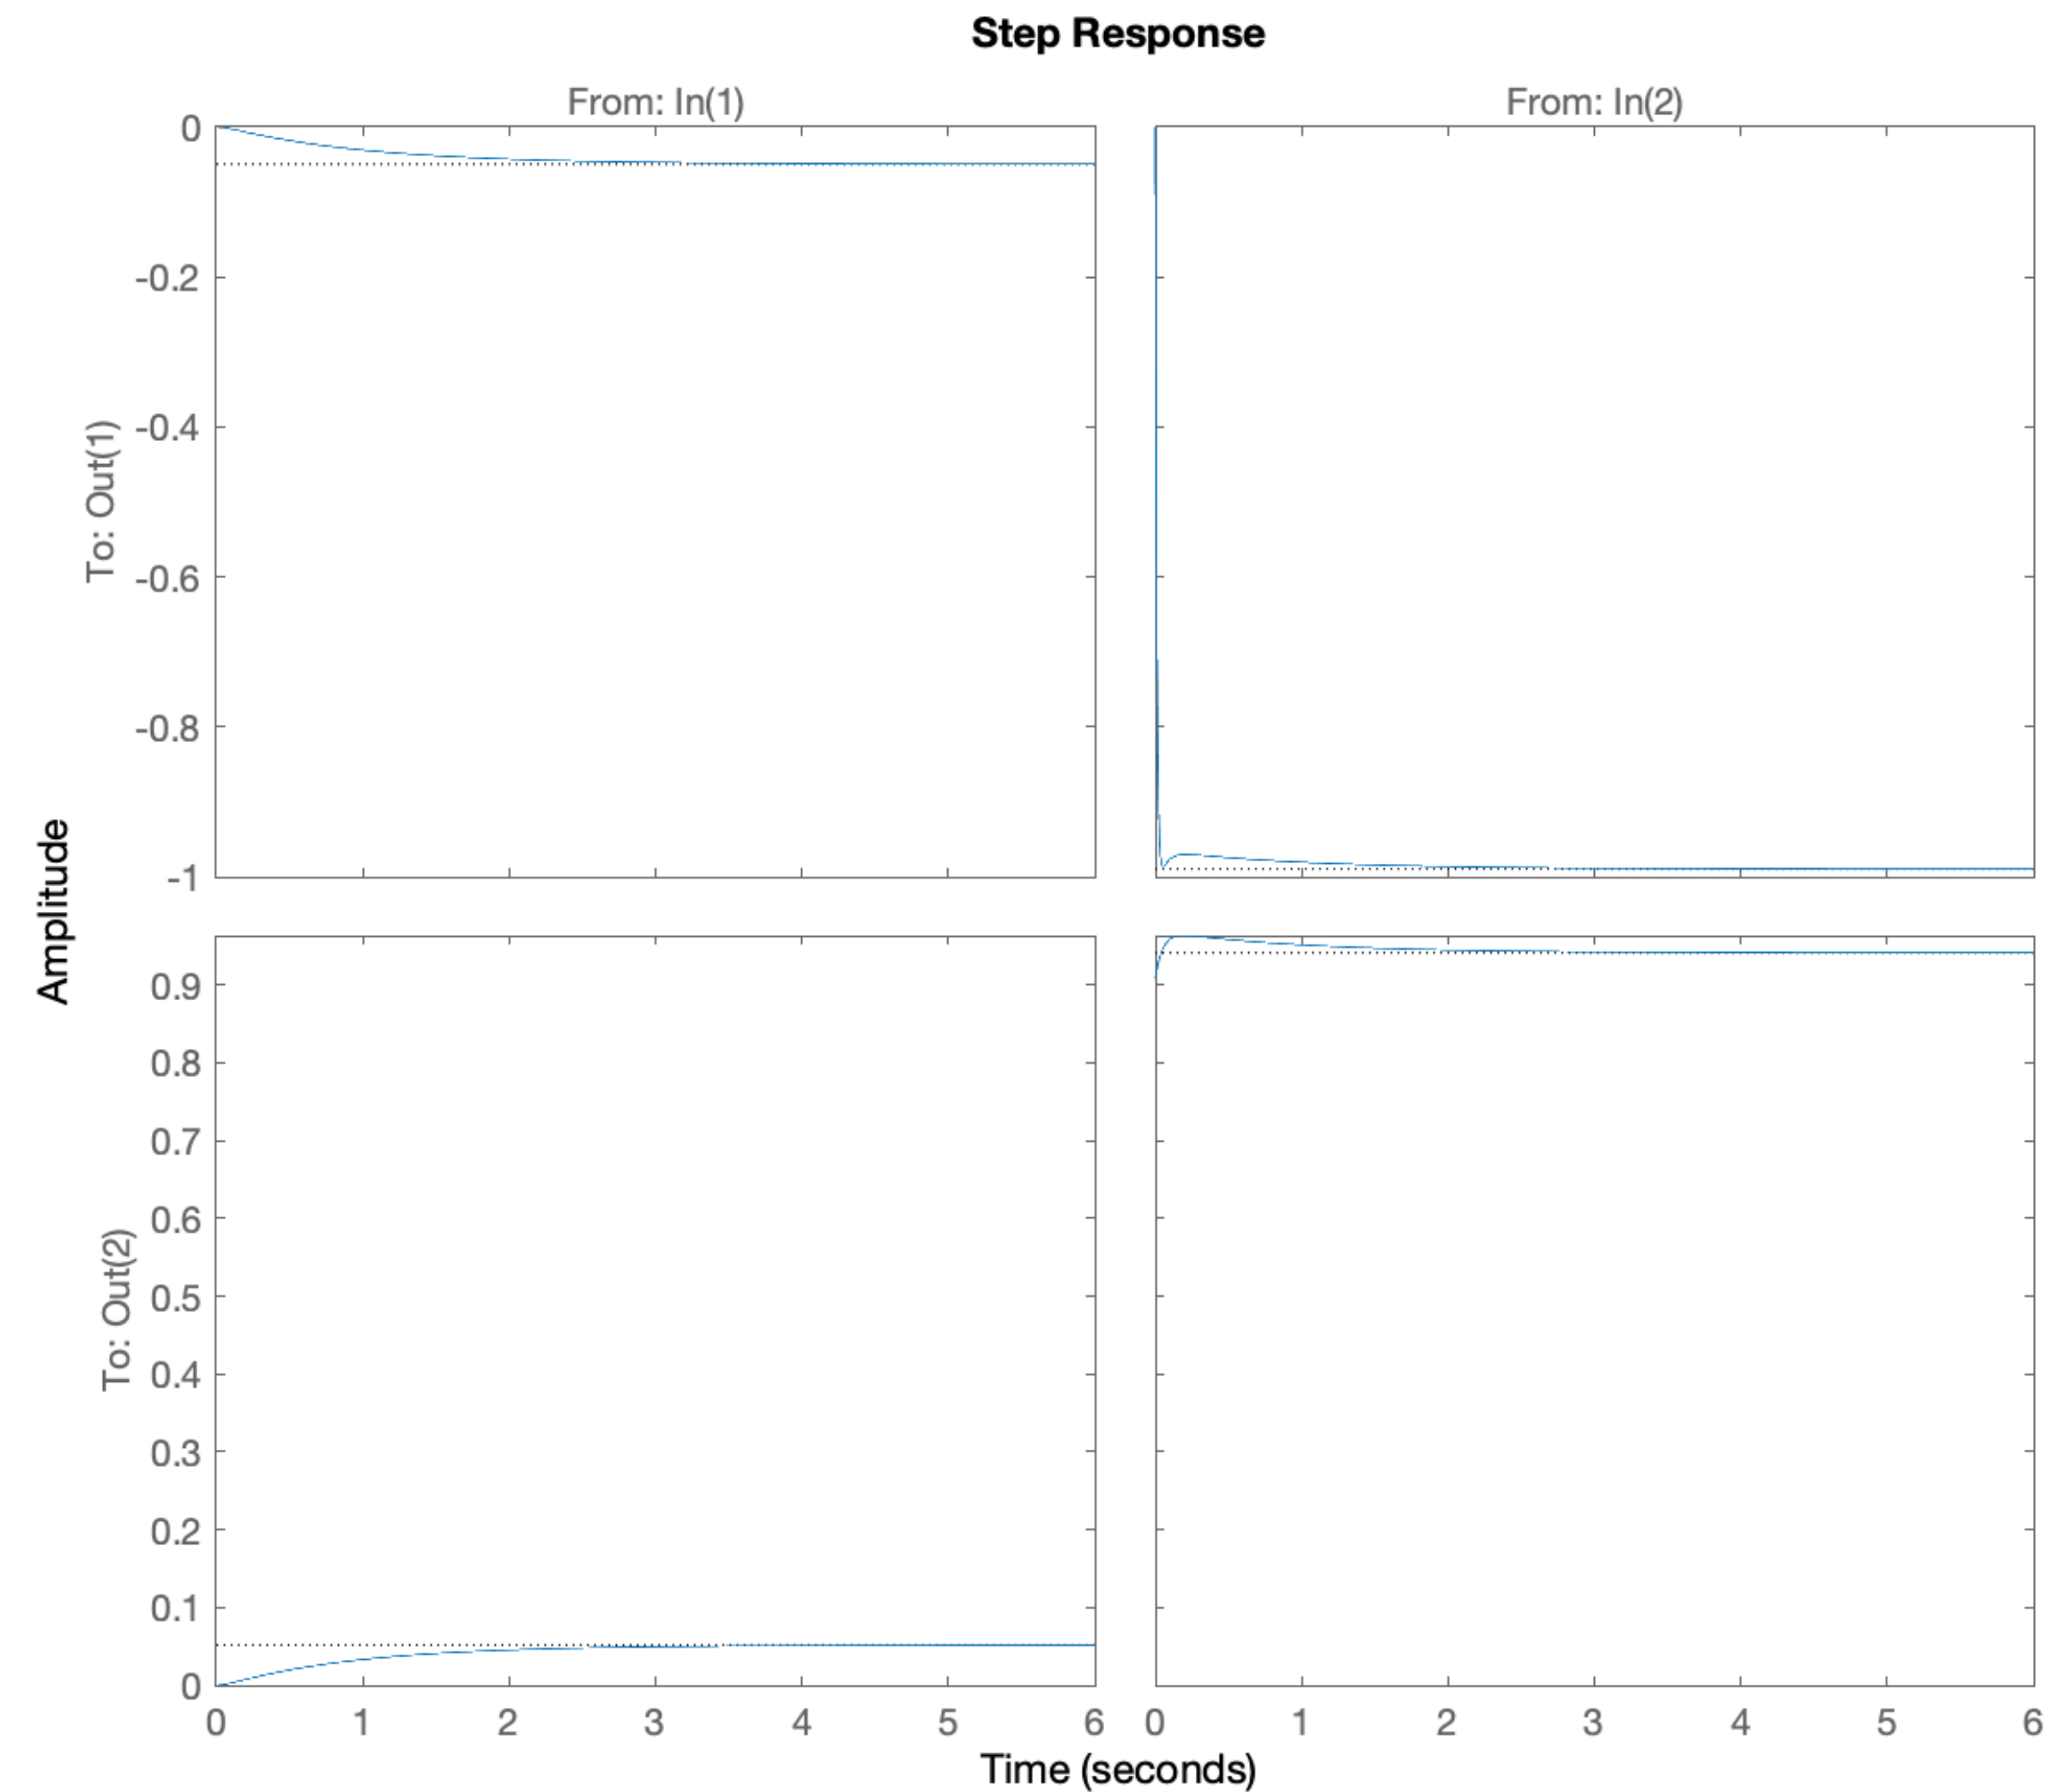 Step Response
From: In(1)
From: In(2)
To: Out(1)
0
-0.2
-0.4
-0.6
-0.8
-1
Amplitude
To: Out(2)
0.9
0.8
0.7
0.6
0.5
0.4
0.3
0.2
0.1
0
0 1 2 3 4 5 6
0 1 2 3 4 5 6
Time (seconds)